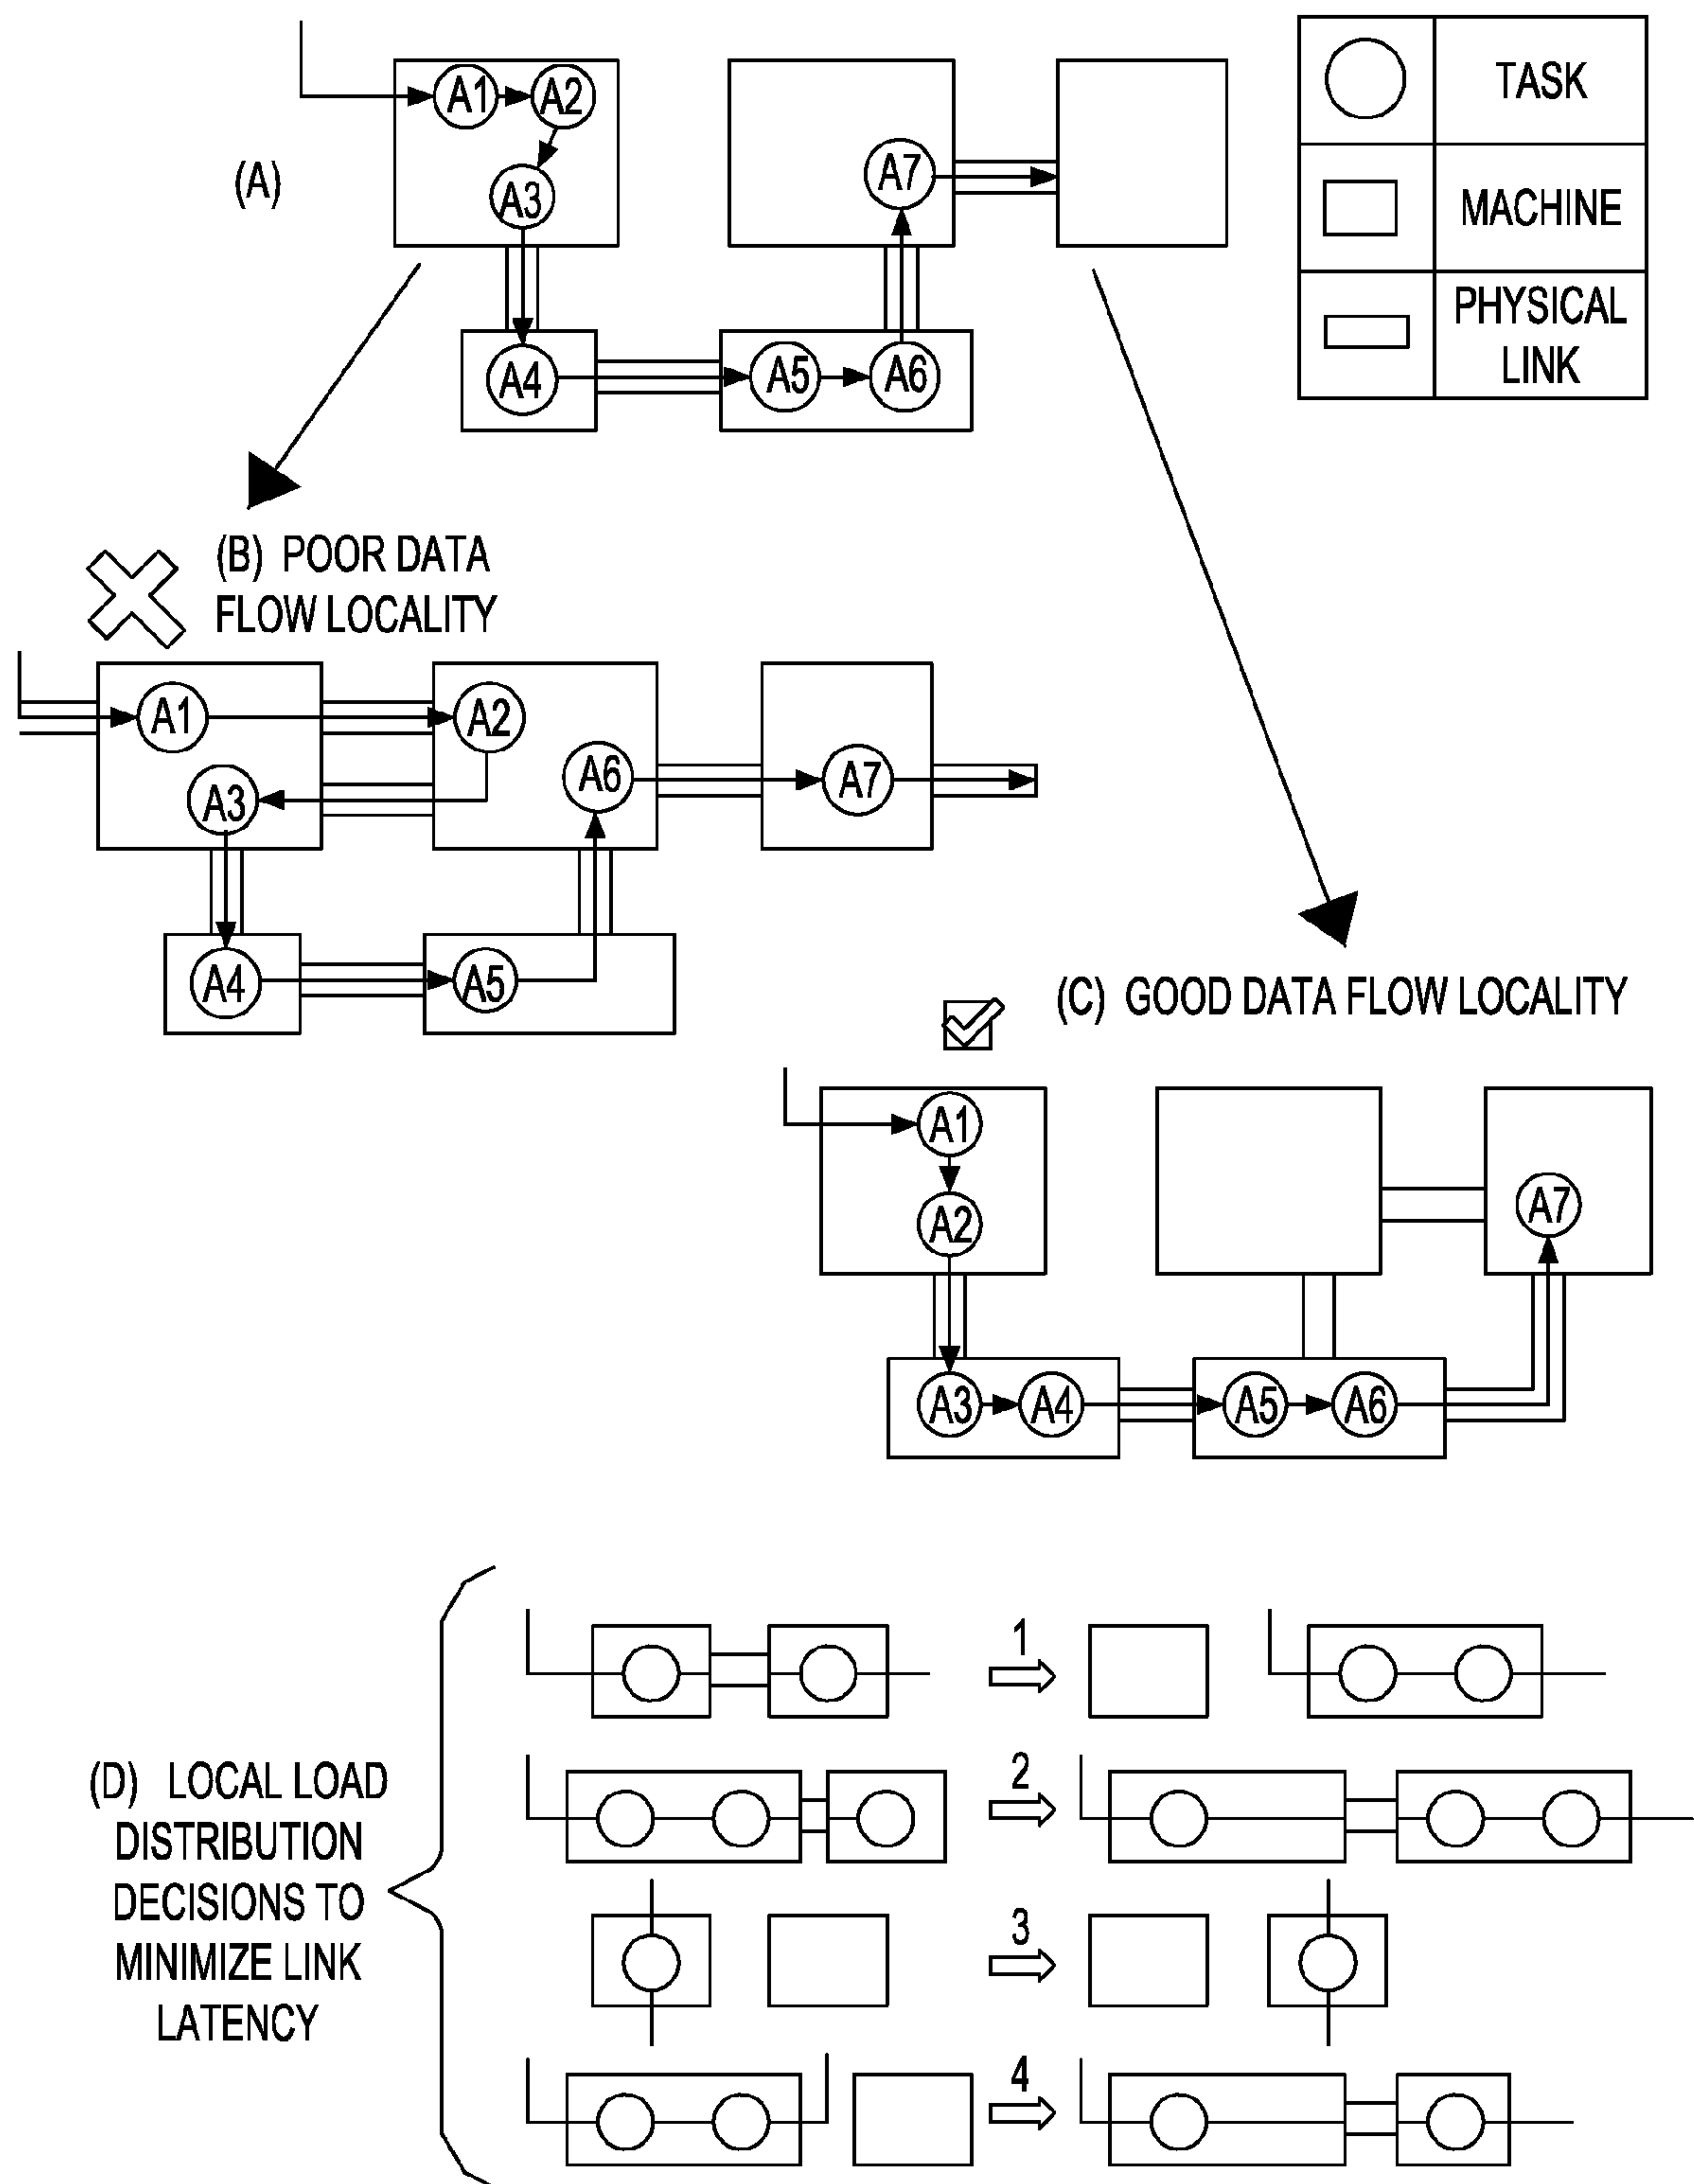 A1
A2
(A)
A3
A7
A4
A5
A6
TASK
MACHINE
PHYSICAL
LINK
(B) POOR DATA
FLOW LOCALITY
A1
A2
A3
A6
A7
A4
A5
(C) GOOD DATA FLOW LOCALITY
A1
A2
A7
A3
A4
A5
A6
(D) LOCAL LOAD
DISTRIBUTION
DECISIONS TO
MINIMIZE LINK
LATENCY
1
2
3
4